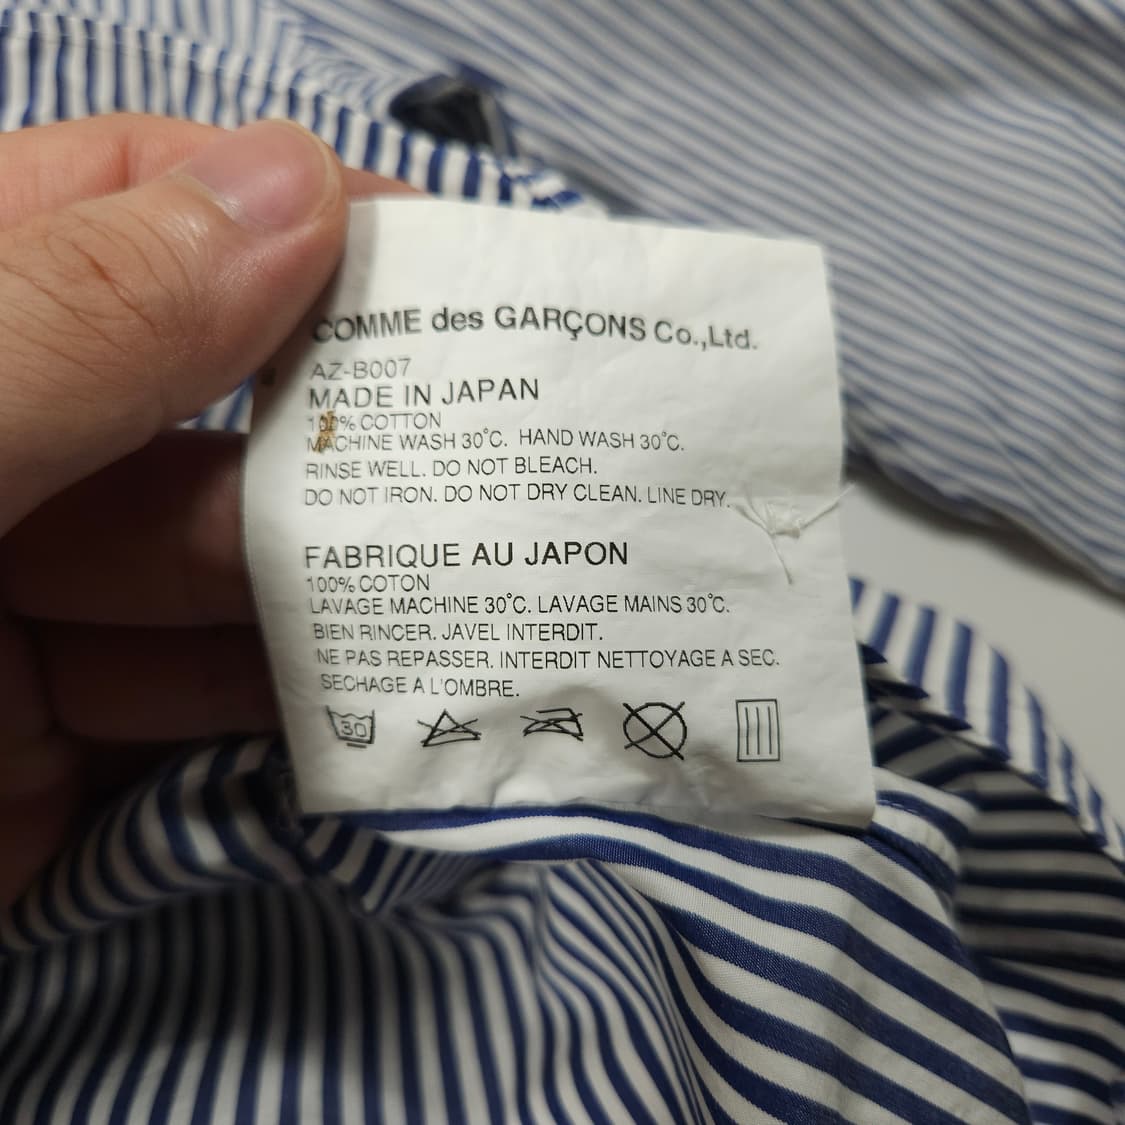 COMME des GARÇONS Co.,Ltd.
AZ-B007
MADE IN JAPAN
100% COTTON
MACHINE WASH 30°C. HAND WASH 30°C.
RINSE WELL. DO NOT BLEACH.
DO NOT IRON. DO NOT DRY CLEAN. LINE DRY.
FABRIQUE AU JAPON
100% COTON
LAVAGE MACHINE 30°C. LAVAGE MAINS 30°C.
BIEN RINCER. JAVEL INTERDIT.
NE PAS REPASSER. INTERDIT NETTOYAGE A SEC.
SECHAGE A L'OMBRE.
30